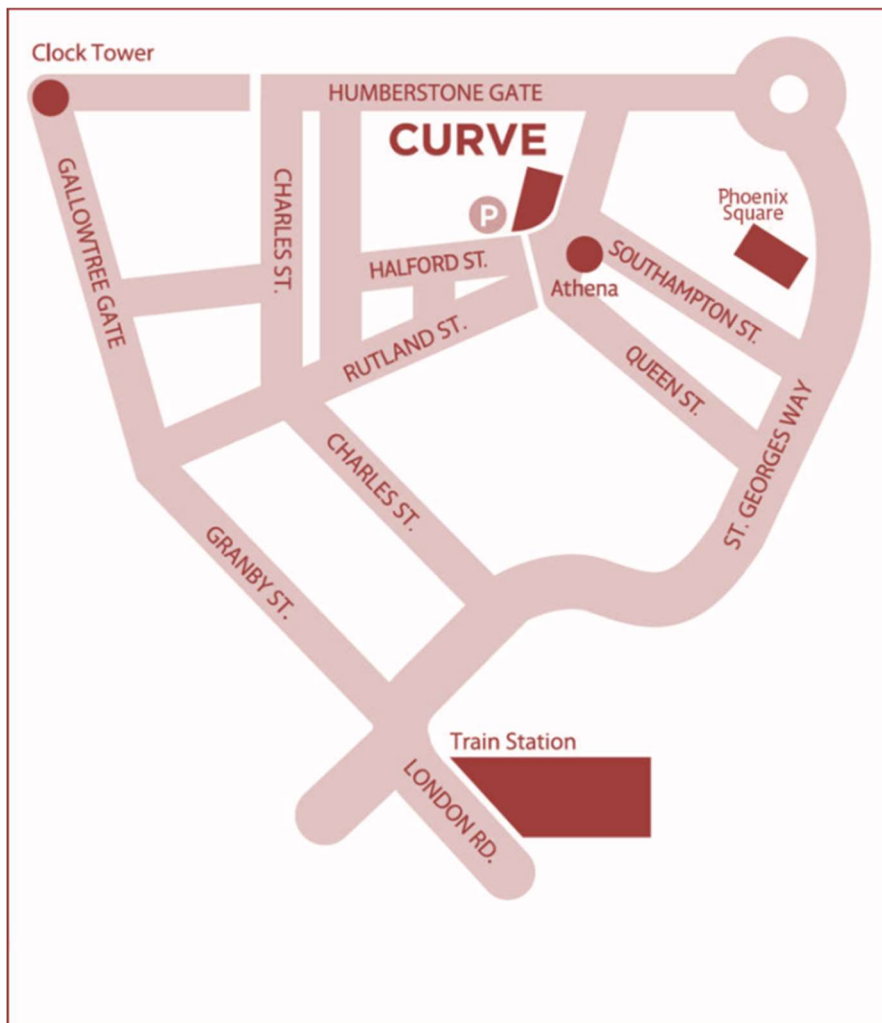 Clock Tower
HUMBERSTONE GATE
CURVE
GALLOWTREE GATE
CHARLES ST.
P
Phoenix
Square
HALFORD ST.
Athena
SOUTHAMPTON ST.
RUTLAND ST.
QUEEN ST.
CHARLES ST.
ST. GEORGES WAY
GRANBY ST.
Train Station
LONDON RD.